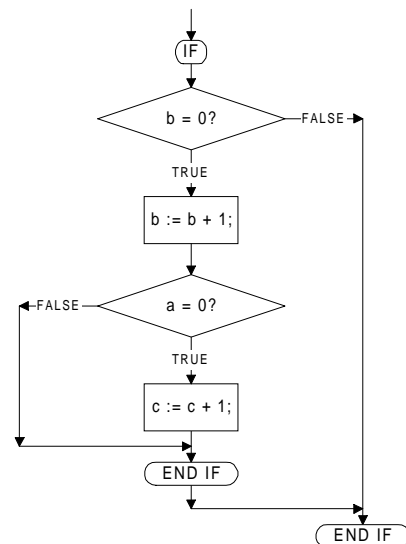 IF
b = 0?
FALSE
TRUE
b := b + 1;
FALSE
a = 0?
TRUE
c := c + 1;
END IF
END IF